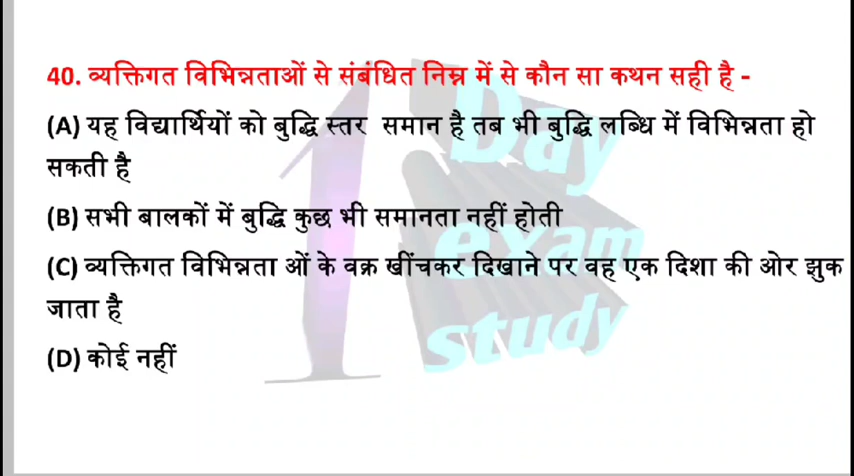 40. व्यक्तिगत विभिन्नताओं से संबंधित निम्न में से कौन सा कथन सही है -
(A) यह विद्यार्थियों को बुद्धि स्तर समान है तब भी बुद्धि लब्धि में विभिन्नता हो
सकती है
(B) सभी बालकों में बुद्धि कुछ भी समानता नहीं होती
(C) व्यक्तिगत विभिन्नता ओं के वक्र खींचकर दिखाने पर वह एक दिशा की ओर झुक
जाता है
(D) कोई नहीं
1 Day
exam
study